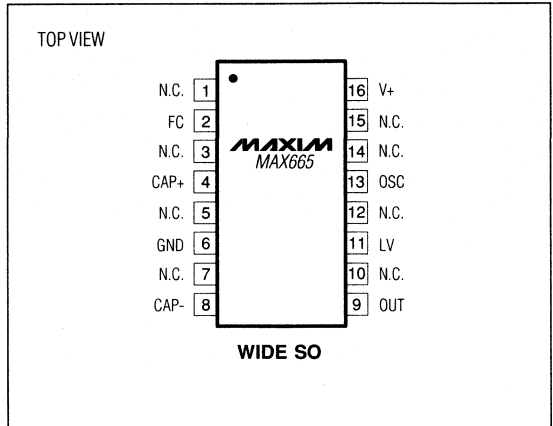 TOP VIEW
N.C. 1 16 V+
FC 2 15 N.C.
N.C. 3 14 N.C.
MAXIM
MAX665
CAP+ 4 13 OSC
N.C. 5 12 N.C.
GND 6 11 LV
N.C. 7 10 N.C.
CAP- 8 9 OUT
WIDE SO